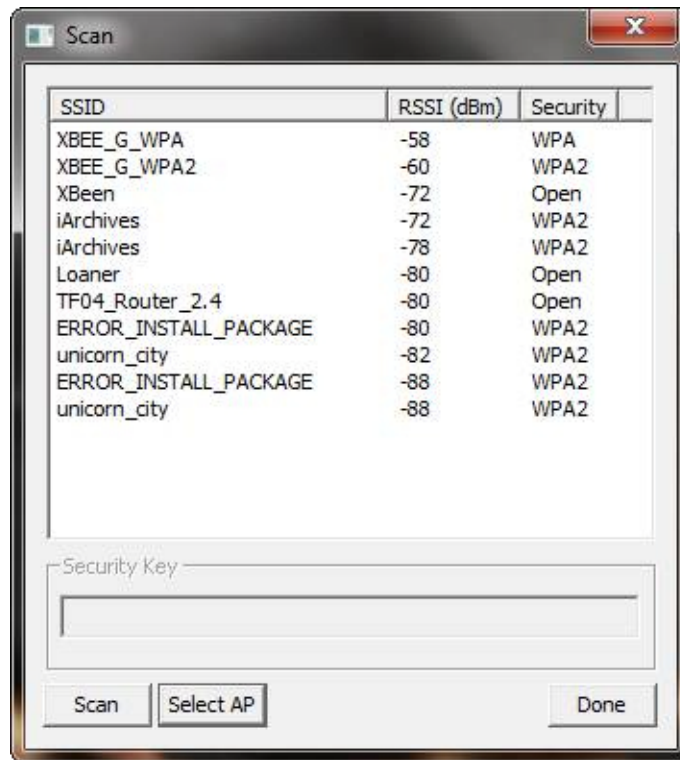 Scan
SSID RSSI (dBm) Security
XBEE_G_WPA -58 WPA
XBEE_G_WPA2 -60 WPA2
XBeen -72 Open
iArchives -72 WPA2
iArchives -78 WPA2
Loaner -80 Open
TF04_Router_2.4 -80 Open
ERROR_INSTALL_PACKAGE -80 WPA2
unicorn_city -82 WPA2
ERROR_INSTALL_PACKAGE -88 WPA2
unicorn_city -88 WPA2
Security Key
Scan Select AP Done